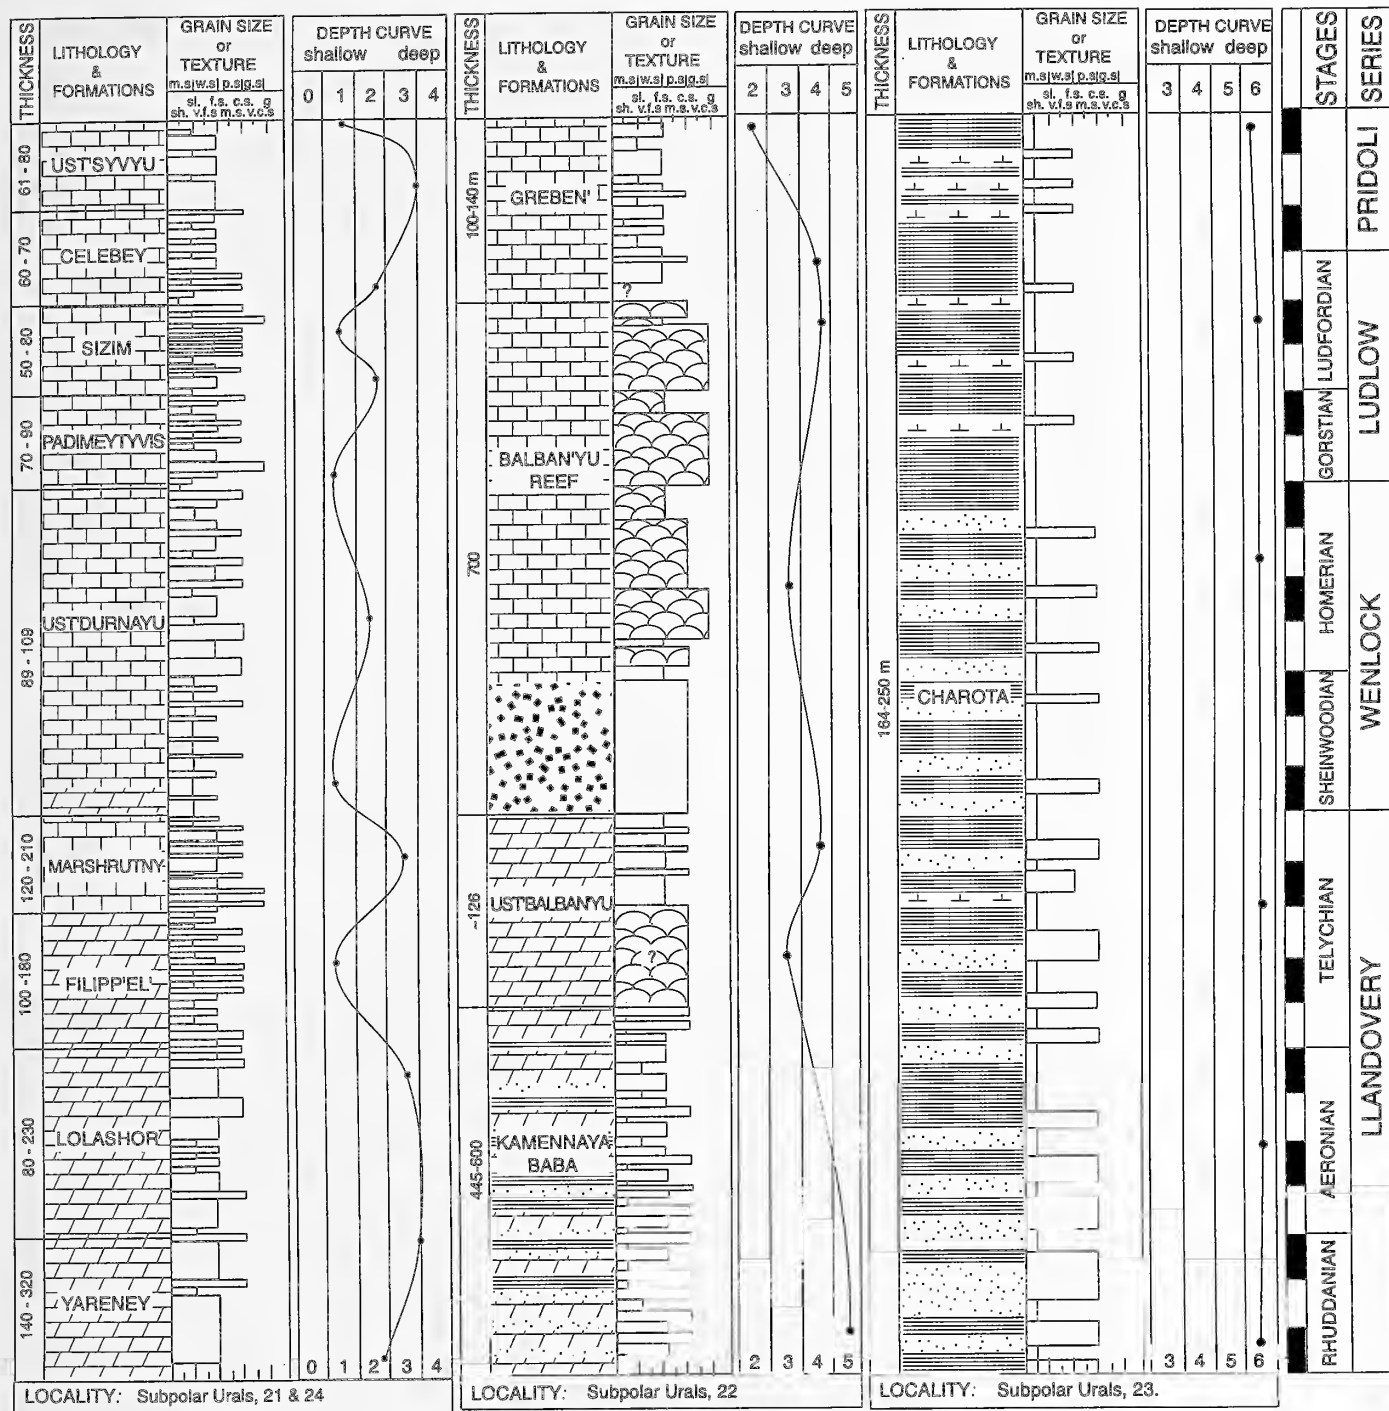 THICKNESS
LITHOLOGY
&
FORMATIONS
GRAIN SIZE
or
TEXTURE
m.s|w.s| p.s|g.s|
sl. f.s. c.s. g
sh. v.f.s m.s.v.c.s
DEPTH CURVE
shallow deep
0 1 2 3 4
61 - 80
UST'SYVYU
60 - 70
CELEBEY
50 - 80
SIZIM
70 - 90
PADIMEYTYVIS
89 - 109
UST'DURNAYU
120 - 210
MARSHRUTNY
100 - 180
FILIPP'EL'
80 - 230
LOLASHOR
140 - 320
YARENEY
0 1 2 3 4
LOCALITY: Subpolar Urals, 21 & 24
THICKNESS
LITHOLOGY
&
FORMATIONS
GRAIN SIZE
or
TEXTURE
m.s|w.s| p.s|g.s|
sl. f.s. c.s. g
sh. v.f.s m.s.v.c.s
DEPTH CURVE
shallow deep
2 3 4 5
100-140 m
GREBEN'
?
700
BALBAN'YU
REEF
~126
UST'BALBAN'YU
?
445-600
KAMENNAYA
BABA
2 3 4 5
LOCALITY: Subpolar Urals, 22
THICKNESS
LITHOLOGY
&
FORMATIONS
GRAIN SIZE
or
TEXTURE
m.s|w.s| p.s|g.s|
sl. f.s. c.s. g
sh. v.f.s m.s.v.c.s
DEPTH CURVE
shallow deep
3 4 5 6
164-250 m
CHAROTA
3 4 5 6
LOCALITY: Subpolar Urals, 23.
STAGES
SERIES
PRIDOLI
LUDFORDIAN
GORSTIAN
LUDLOW
HOMERIAN
SHEINWOODIAN
WENLOCK
TELYCHIAN
AERONIAN
RHUDDANIAN
LLANDOVERY